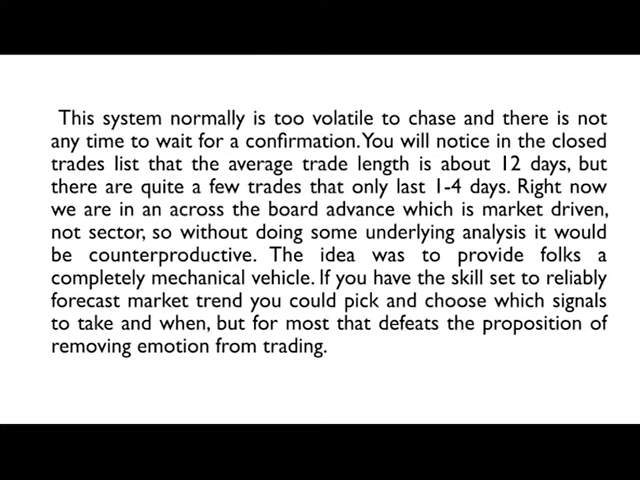 This system normally is too volatile to chase and there is not
any time to wait for a confirmation. You will notice in the closed
trades list that the average trade length is about 12 days, but
there are quite a few trades that only last 1-4 days. Right now
we are in an across the board advance which is market driven,
not sector, so without doing some underlying analysis it would
be counterproductive. The idea was to provide folks a
completely mechanical vehicle. If you have the skill set to reliably
forecast market trend you could pick and choose which signals
to take and when, but for most that defeats the proposition of
removing emotion from trading.